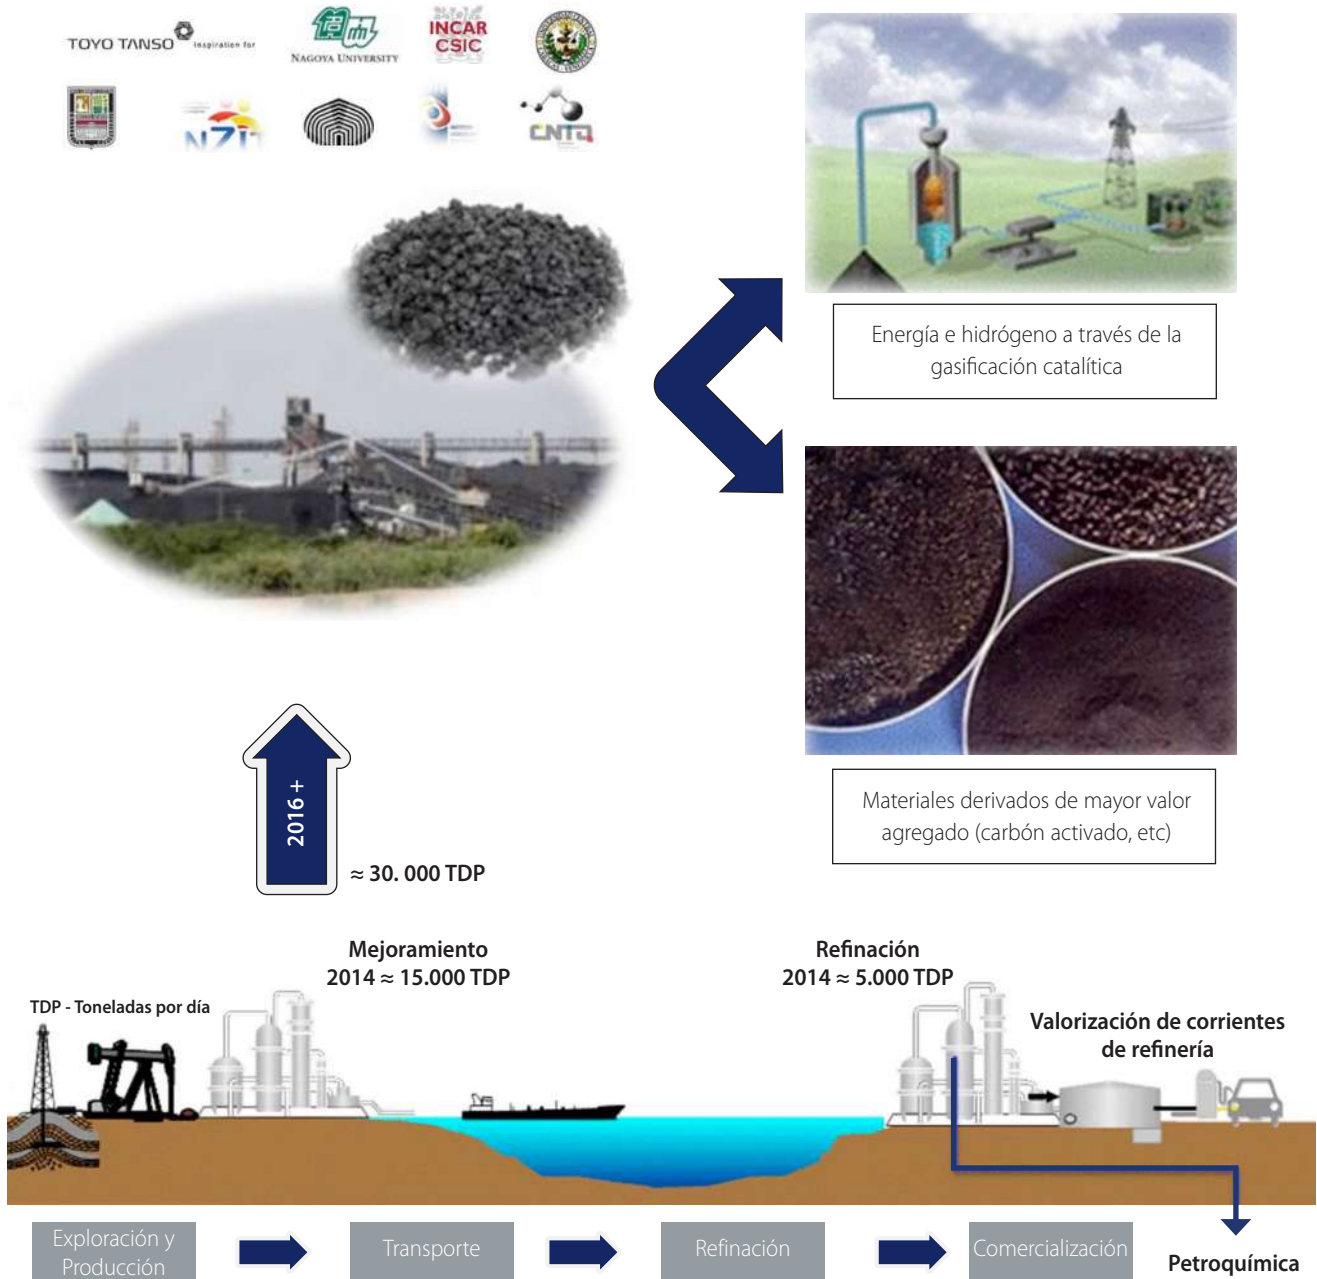 TOYO TANSO Inspiration for
NAGOYA UNIVERSITY
INCAR
CSIC
CNTQ
Energía e hidrógeno a través de la
gasificación catalítica
Materiales derivados de mayor valor
agregado (carbón activado, etc)
2016 +
≈ 30. 000 TDP
Mejoramiento
2014 ≈ 15.000 TDP
Refinación
2014 ≈ 5.000 TDP
TDP - Toneladas por día
Valorización de corrientes
de refinería
Exploración y
Producción
Transporte
Refinación
Comercialización
Petroquímica